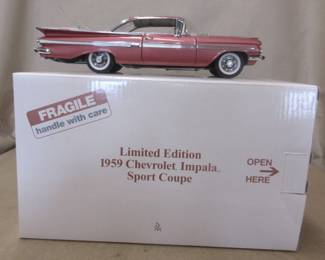 FRAGILE
handle with care
Limited Edition
1959 Chevrolet Impala
Sport Coupe
OPEN
HERE